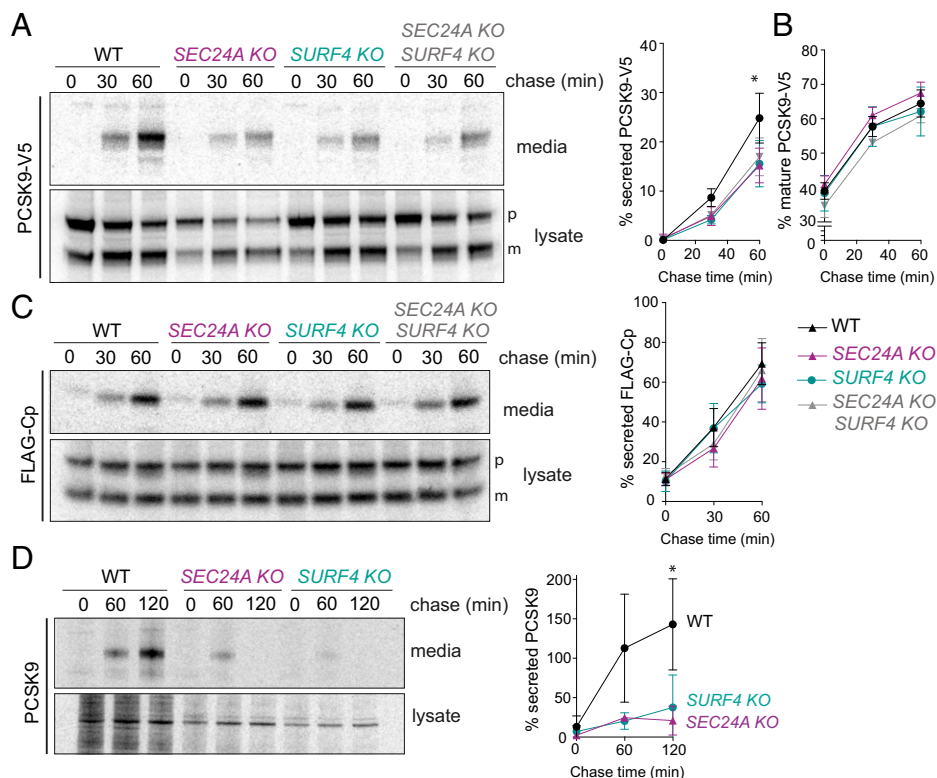 A
WT
SEC24A KO
SURF4 KO
SEC24A KO
SURF4 KO
0 30 60 0 30 60 0 30 60 0 30 60 chase (min)
PCSK9-V5
media
p
m
lysate
% secreted PCSK9-V5
40
30
20
10
0
*
0 30 60
Chase time (min)
B
% mature PCSK9-V5
80
70
60
50
40
30
0
0 20 40 60
Chase time (min)
C
WT
SEC24A KO
SURF4 KO
SEC24A KO
SURF4 KO
0 30 60 0 30 60 0 30 60 0 30 60 chase (min)
FLAG-Cp
media
p
m
lysate
% secreted FLAG-Cp
100
80
60
40
20
0
0 30 60
Chase time (min)
WT
SEC24A KO
SURF4 KO
SEC24A KO
SURF4 KO
D
WT
SEC24A KO
SURF4 KO
0 60 120 0 60 120 0 60 120 chase (min)
PCSK9
media
lysate
% secreted PCSK9
200
150
100
50
0
*
WT
SURF4 KO
SEC24A KO
0 60 120
Chase time (min)